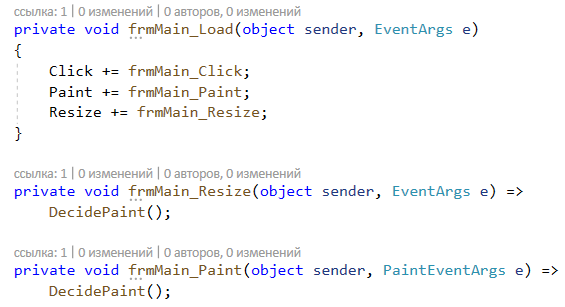 ссылка: 1 | 0 изменений | 0 авторов, 0 изменений
private void frmMain_Load(object sender, EventArgs e)
{
    Click += frmMain_Click;
    Paint += frmMain_Paint;
    Resize += frmMain_Resize;
}
ссылка: 1 | 0 изменений | 0 авторов, 0 изменений
private void frmMain_Resize(object sender, EventArgs e) =>
    DecidePaint();
ссылка: 1 | 0 изменений | 0 авторов, 0 изменений
private void frmMain_Paint(object sender, PaintEventArgs e) =>
    DecidePaint();